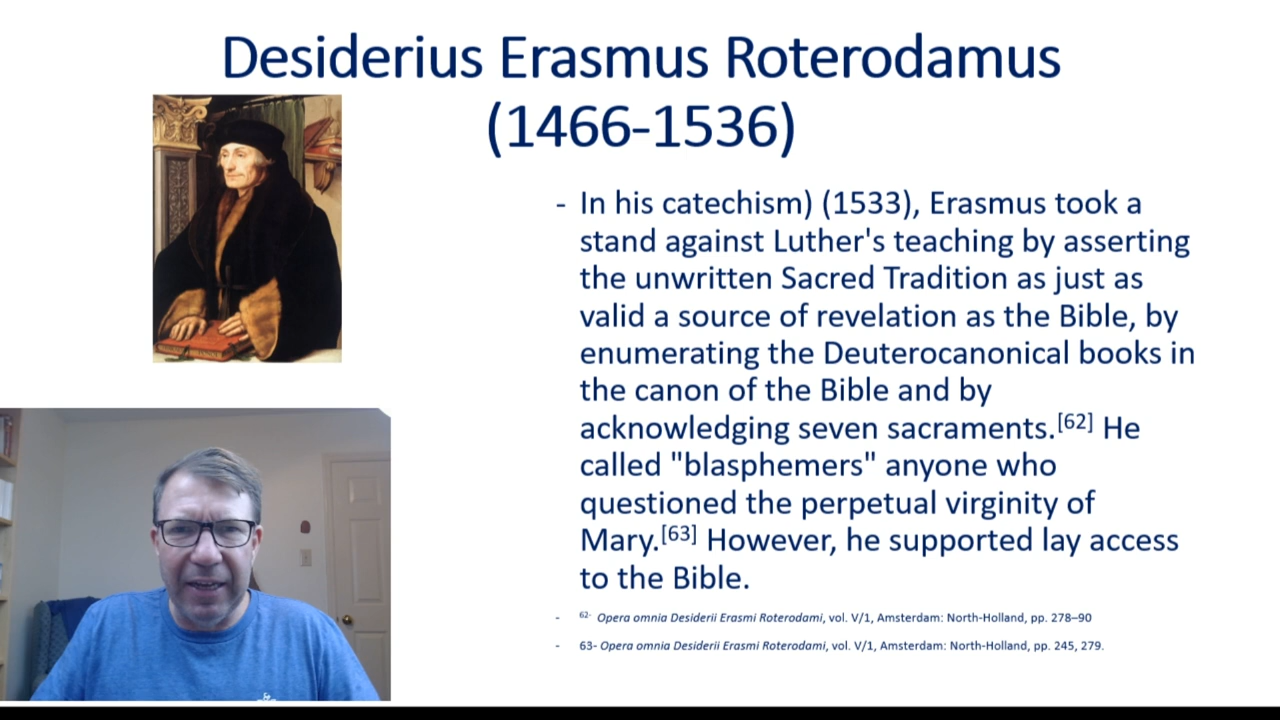 Desiderius Erasmus Roterodamus
(1466-1536)
- In his catechism) (1533), Erasmus took a
stand against Luther's teaching by asserting
the unwritten Sacred Tradition as just as
valid a source of revelation as the Bible, by
enumerating the Deuterocanonical books in
the canon of the Bible and by
acknowledging seven sacraments.[62] He
called "blasphemers" anyone who
questioned the perpetual virginity of
Mary.[63] However, he supported lay access
to the Bible.
- 62- Opera omnia Desiderii Erasmi Roterodami, vol. V/1, Amsterdam: North-Holland, pp. 278–90
- 63- Opera omnia Desiderii Erasmi Roterodami, vol. V/1, Amsterdam: North-Holland, pp. 245, 279.